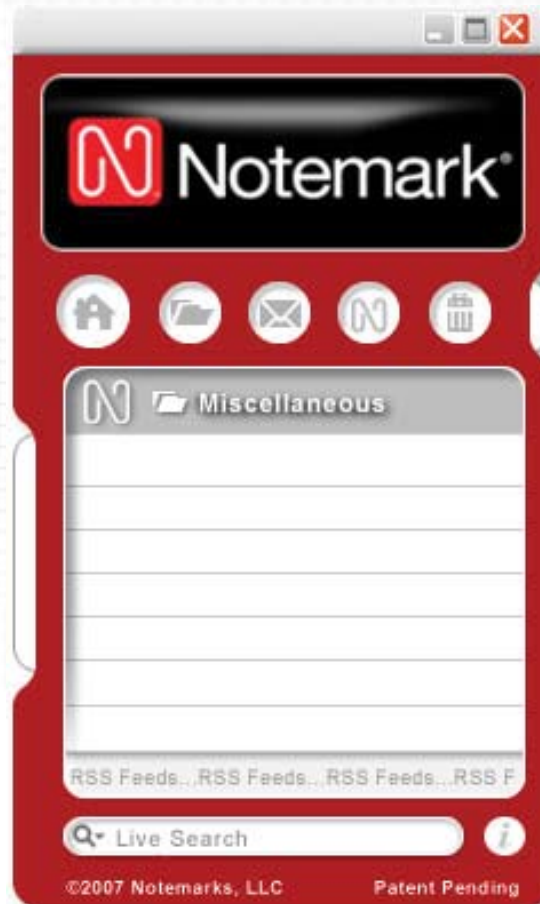 Notemark®
Miscellaneous
RSS Feeds...RSS Feeds...RSS Feeds...RSS F
Live Search
©2007 Notemarks, LLC Patent Pending